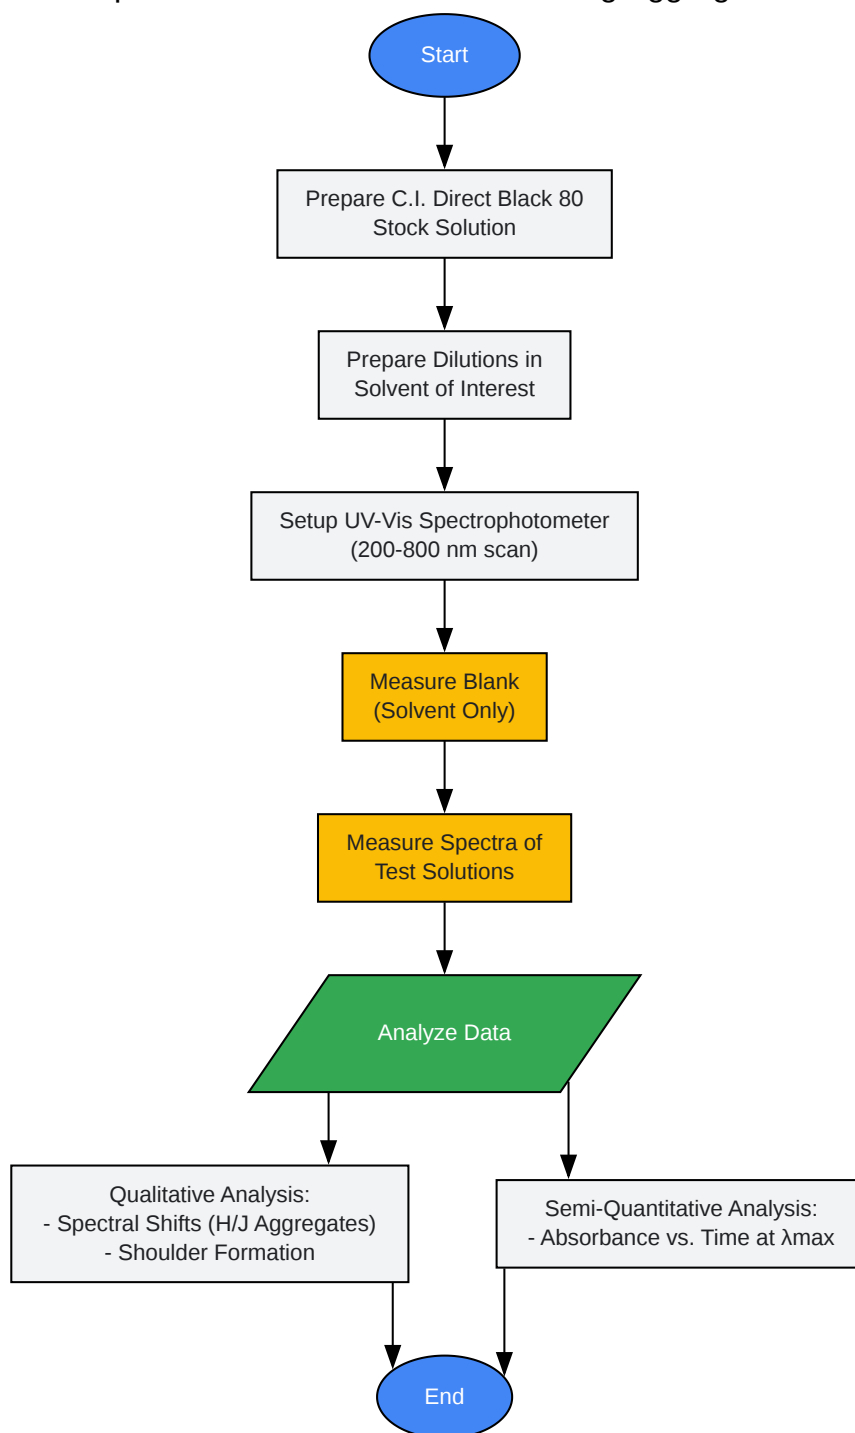 Start
Prepare C.I. Direct Black 80
Stock Solution
Prepare Dilutions in
Solvent of Interest
Setup UV-Vis Spectrophotometer
(200-800 nm scan)
Measure Blank
(Solvent Only)
Measure Spectra of
Test Solutions
Analyze Data
Qualitative Analysis:
- Spectral Shifts (H/J Aggregates)
- Shoulder Formation
Semi-Quantitative Analysis:
- Absorbance vs. Time at λmax
End